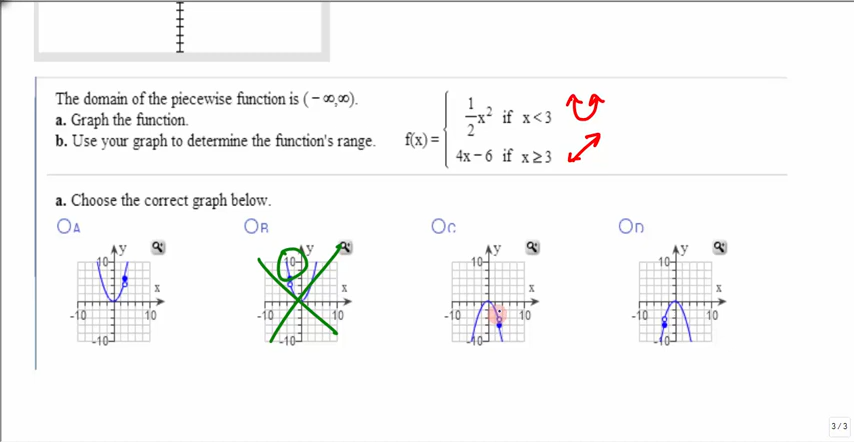 The domain of the piecewise function is (−∞,∞).
a. Graph the function.
b. Use your graph to determine the function's range.
f(x) = { 1/2 x² if x<3
4x−6 if x≥3
a. Choose the correct graph below.
A B C D
10 y 10 y 10 y 10 y
x x x x
-10 10 -10 10 -10 10 -10 10
-10 -10 -10 -10
3/3